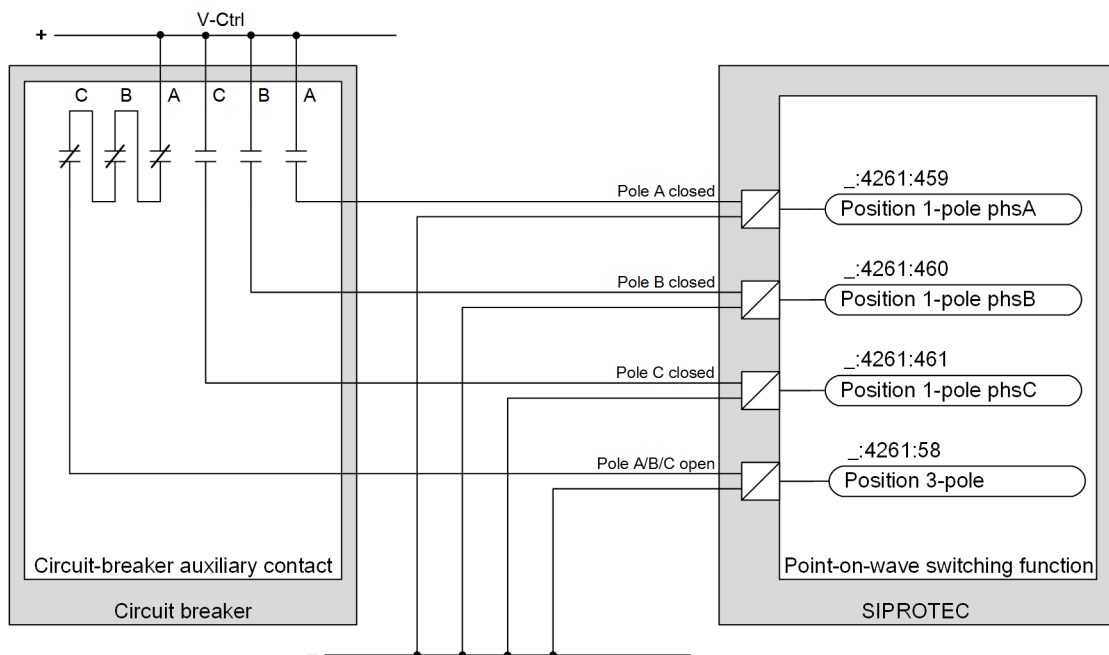 V-Ctrl
+
C B A C B A
_:4261:459
Pole A closed
Position 1-pole phsA
_:4261:460
Pole B closed
Position 1-pole phsB
_:4261:461
Pole C closed
Position 1-pole phsC
_:4261:58
Pole A/B/C open
Position 3-pole
Circuit-breaker auxiliary contact
Point-on-wave switching function
Circuit breaker
SIPROTEC